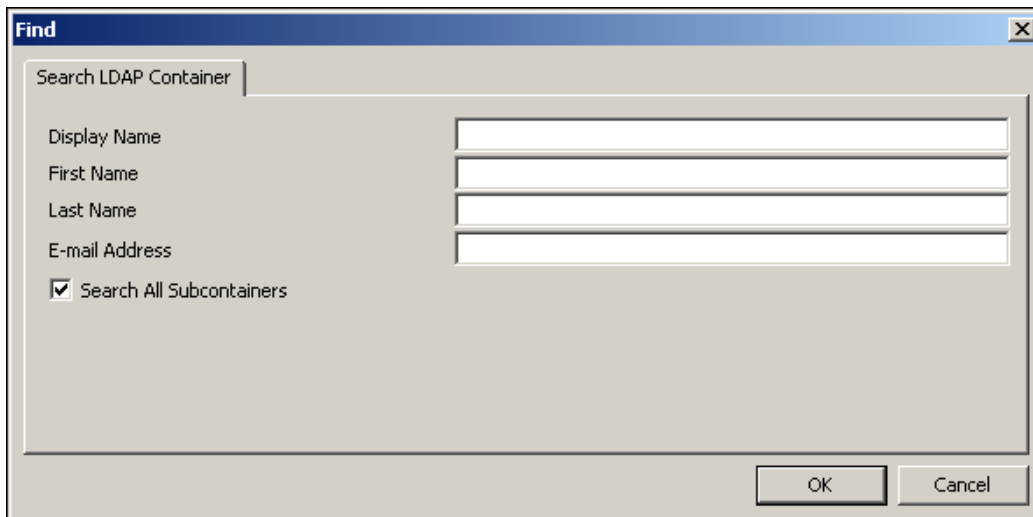 Find
Search LDAP Container
Display Name
First Name
Last Name
E-mail Address
Search All Subcontainers
OK Cancel